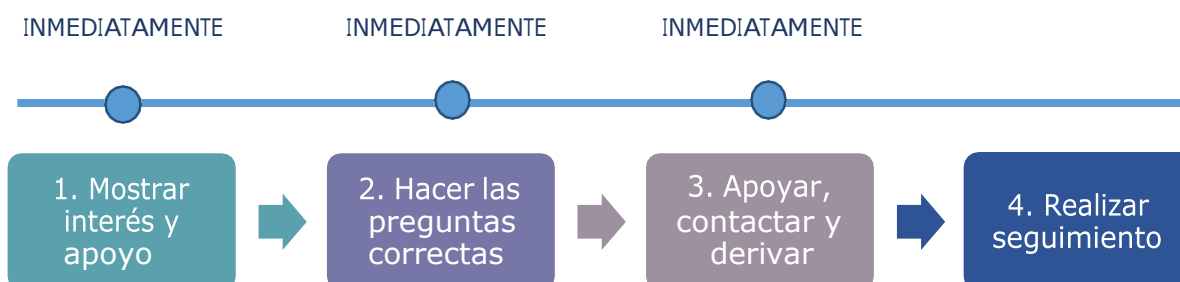 INMEDIATAMENTE
INMEDIATAMENTE
INMEDIATAMENTE
1. Mostrar
interés y
apoyo
2. Hacer las
preguntas
correctas
3. Apoyar,
contactar y
derivar
4. Realizar
seguimiento